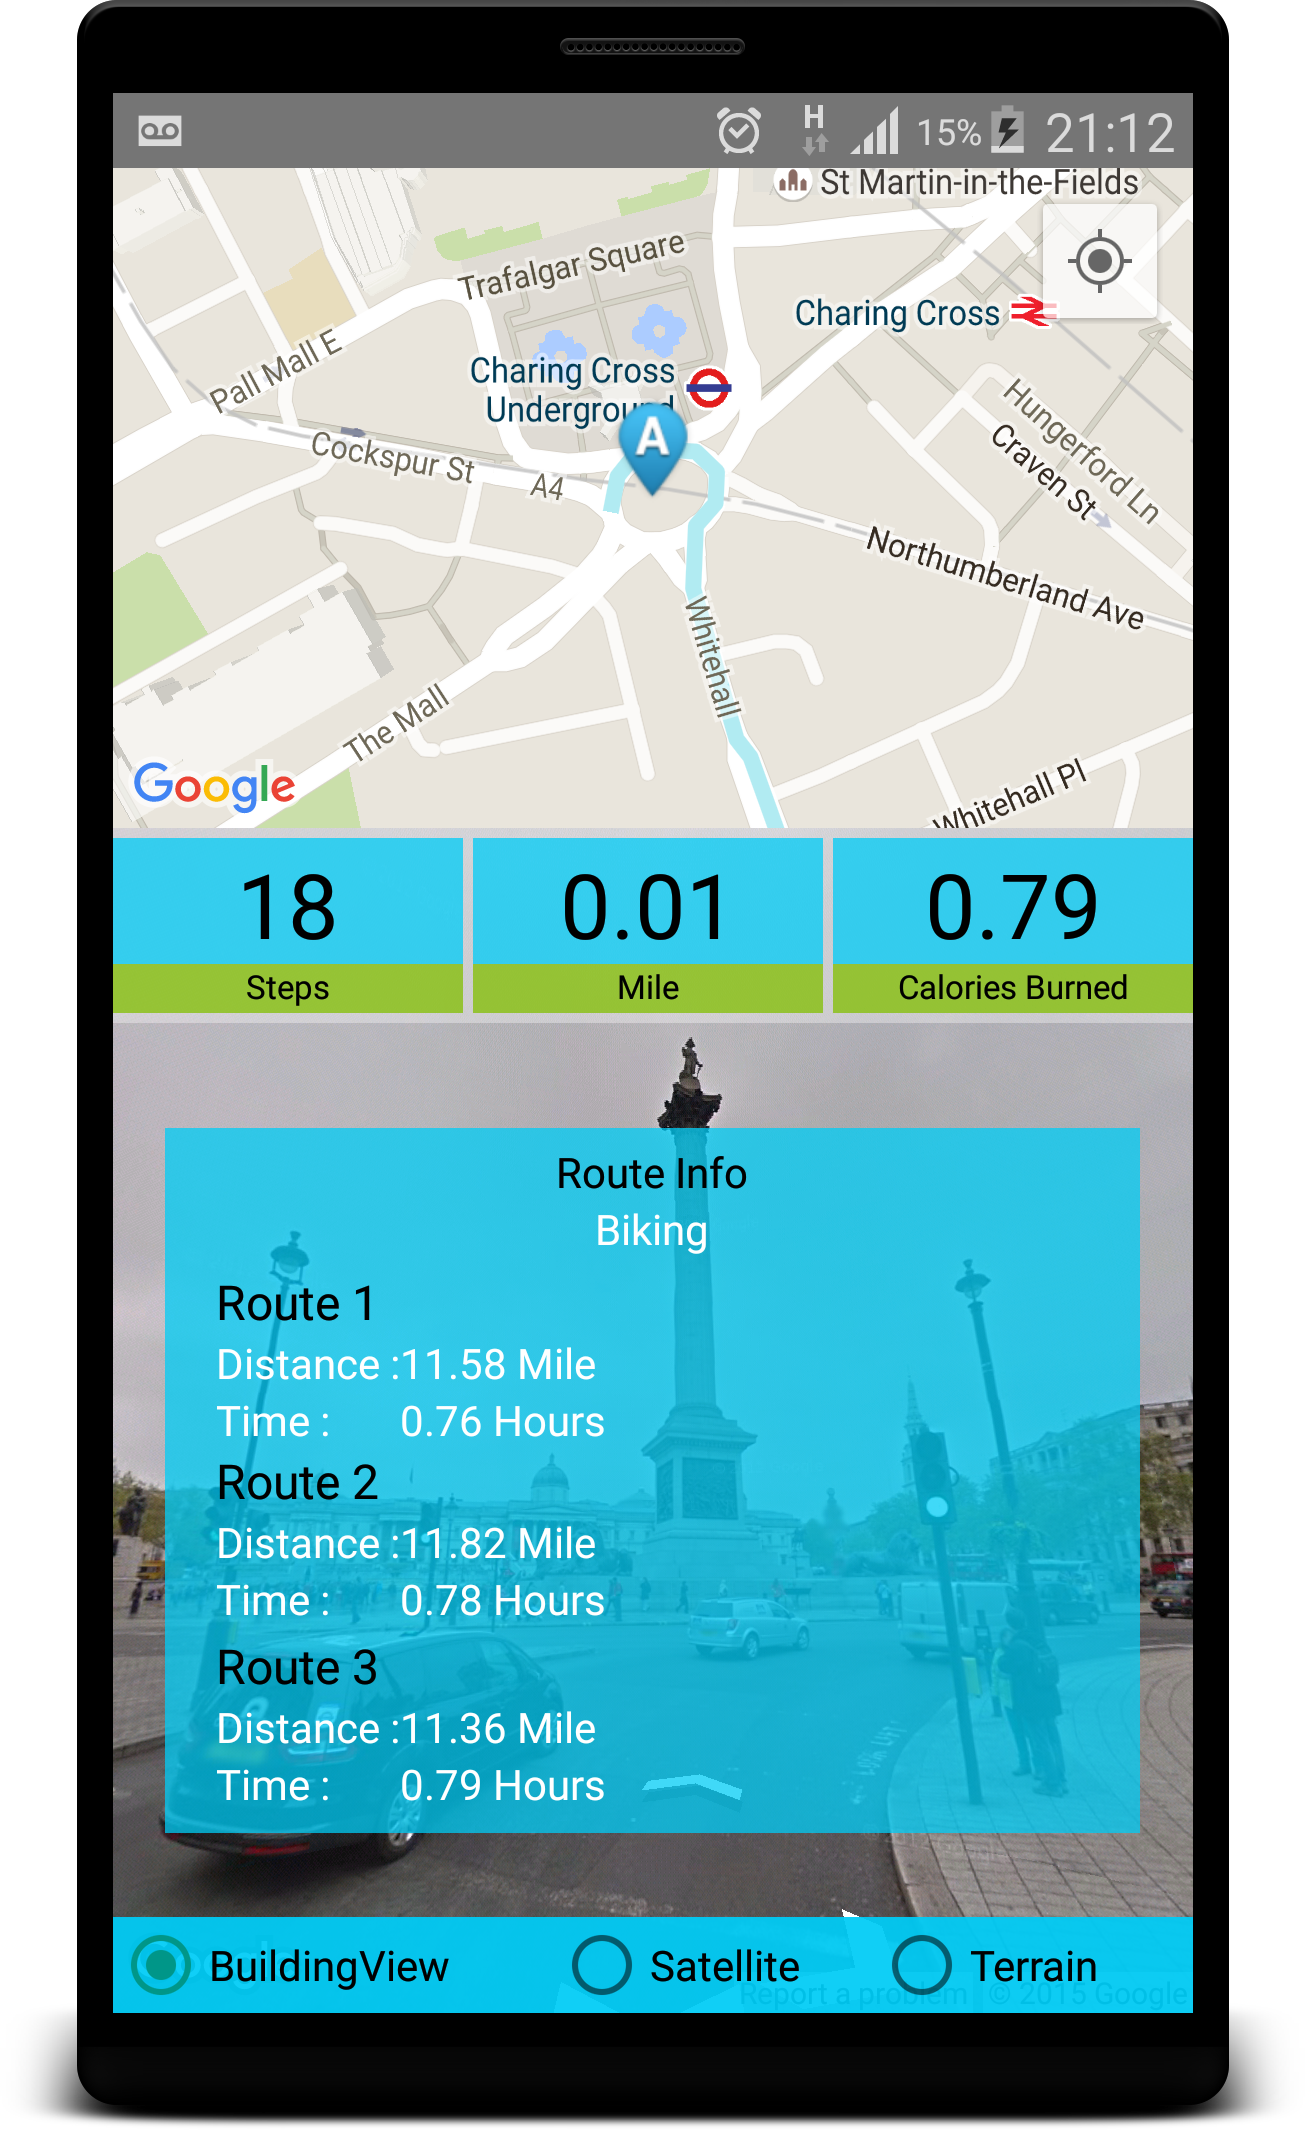 H
15%
21:12
St Martin-in-the-Fields
Trafalgar Square
Charing Cross
Pall Mall E
Charing Cross
Underground
A
Hungerford Ln
Craven St
Cockspur St
A4
Northumberland Ave
Whitehall
The Mall
Google
Whitehall Pl
18
0.01
0.79
Steps
Mile
Calories Burned
Route Info
Biking
Route 1
Distance :11.58 Mile
Time : 0.76 Hours
Route 2
Distance :11.82 Mile
Time : 0.78 Hours
Route 3
Distance :11.36 Mile
Time : 0.79 Hours
BuildingView
Satellite
Terrain
Report a problem
© 2015 Google